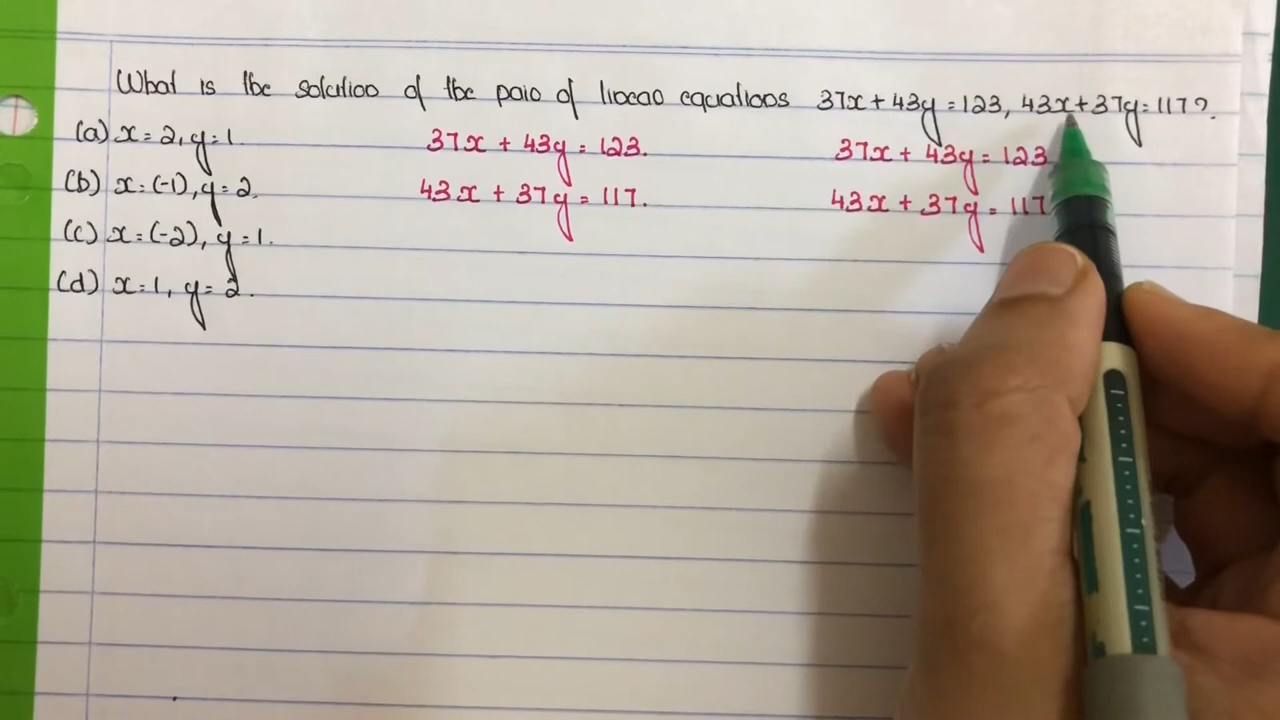 What is the solution of the pair of linear equations 37x + 43y = 123, 43x + 37y = 117?.
(a) x = 2, y = 1.
(b) x = (-1), y = 2.
(c) x = (-2), y = 1.
(d) x = 1, y = 2.
37x + 43y = 123.
43x + 37y = 117.
37x + 43y = 123
43x + 37y = 117